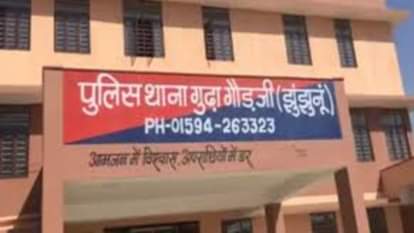 पुलिस थाना गुढ़ा गौड़ जी (झुंझुनूं)
PH-01594-263323
आमजन में विश्वास, अपराधियों में डर